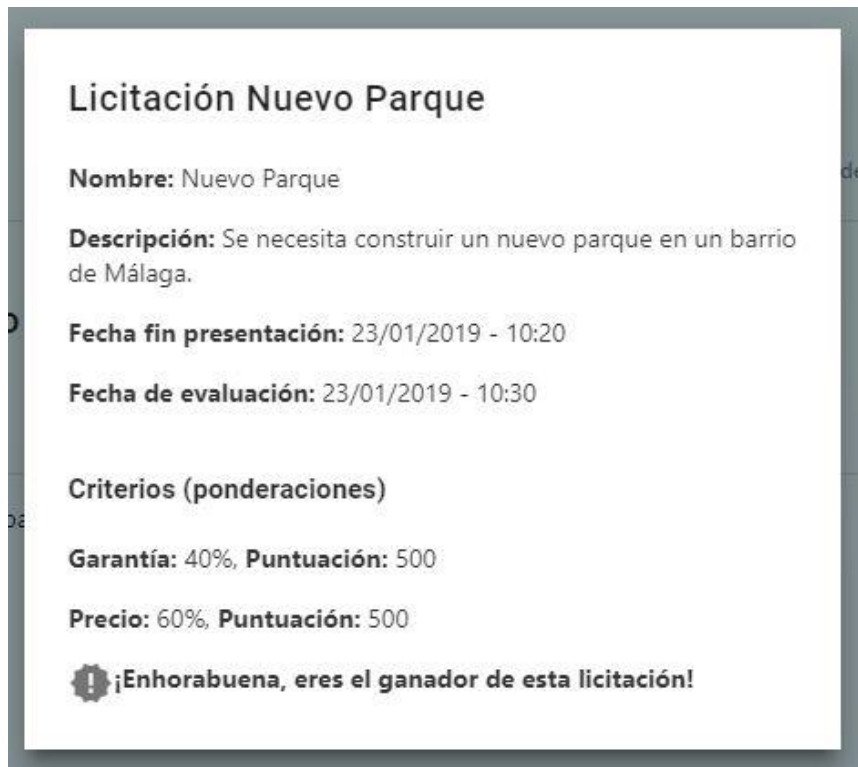 Licitación Nuevo Parque
Nombre: Nuevo Parque
Descripción: Se necesita construir un nuevo parque en un barrio
de Málaga.
Fecha fin presentación: 23/01/2019 - 10:20
Fecha de evaluación: 23/01/2019 - 10:30
Criterios (ponderaciones)
Garantía: 40%, Puntuación: 500
Precio: 60%, Puntuación: 500
¡Enhorabuena, eres el ganador de esta licitación!